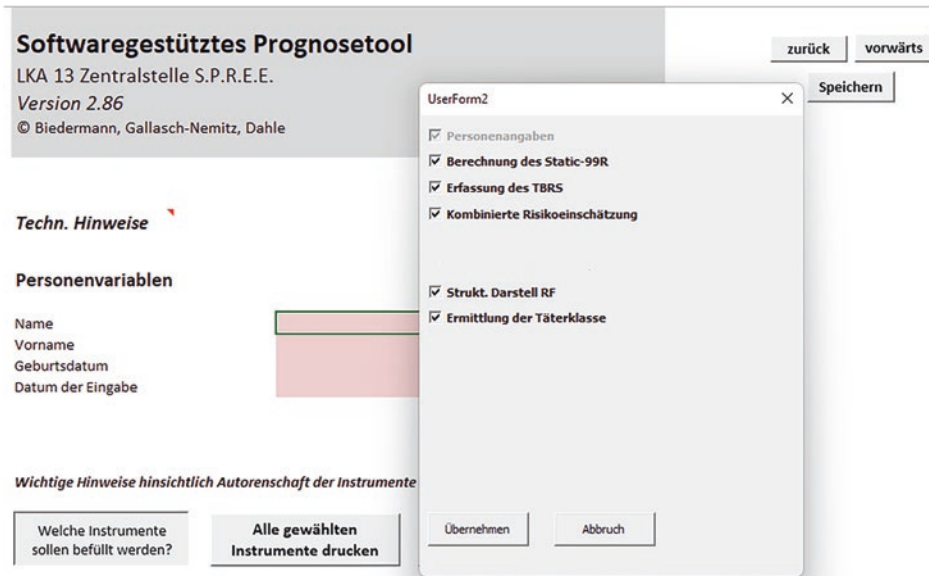 Softwaregestütztes Prognosetool
LKA 13 Zentralstelle S.P.R.E.E.
Version 2.86
© Biedermann, Gallasch-Nemitz, Dahle
zurück
vorwärts
Speichern
Techn. Hinweise
Personenvariablen
Name
Vorname
Geburtsdatum
Datum der Eingabe
Wichtige Hinweise hinsichtlich Autorenschaft der Instrumente
Welche Instrumente
sollen befüllt werden?
Alle gewählten
Instrumente drucken
UserForm2
Personenangaben
Berechnung des Static-99R
Erfassung des TBRS
Kombinierte Risikoeinschätzung
Strukt. Darstell RF
Ermittlung der Täterklasse
Übernehmen
Abbruch